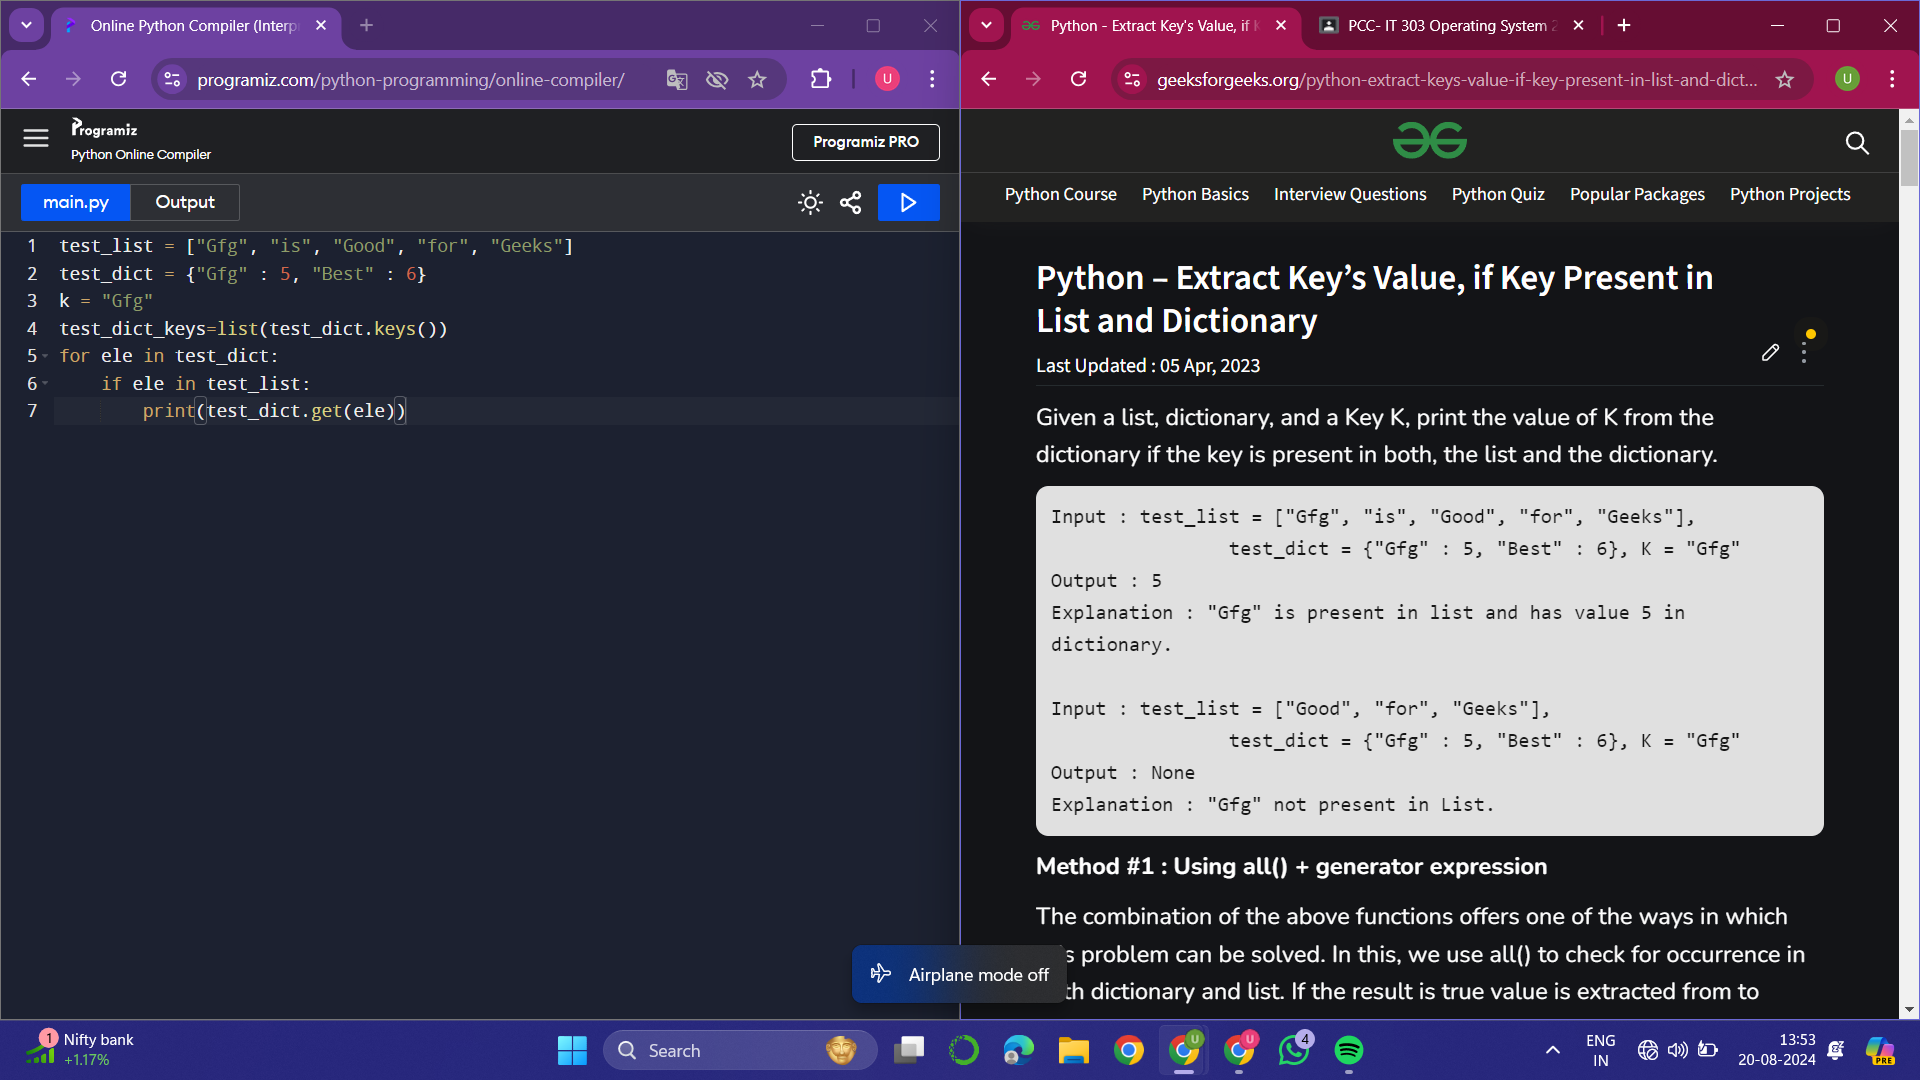 Online Python Compiler (Interp
programiz.com/python-programming/online-compiler/
U
Programiz
Python Online Compiler
Programiz PRO
main.py
Output
1 test_list = ["Gfg", "is", "Good", "for", "Geeks"]
2 test_dict = {"Gfg" : 5, "Best" : 6}
3 k = "Gfg"
4 test_dict_keys=list(test_dict.keys())
5 for ele in test_dict:
6     if ele in test_list:
7         print(test_dict.get(ele))
Python - Extract Key's Value, if
PCC- IT 303 Operating System 2
geeksforgeeks.org/python-extract-keys-value-if-key-present-in-list-and-dict...
U
Python Course
Python Basics
Interview Questions
Python Quiz
Popular Packages
Python Projects
Python – Extract Key’s Value, if Key Present in
List and Dictionary
Last Updated : 05 Apr, 2023
Given a list, dictionary, and a Key K, print the value of K from the
dictionary if the key is present in both, the list and the dictionary.
Input : test_list = ["Gfg", "is", "Good", "for", "Geeks"],
                test_dict = {"Gfg" : 5, "Best" : 6}, K = "Gfg"
Output : 5
Explanation : "Gfg" is present in list and has value 5 in
dictionary.
Input : test_list = ["Good", "for", "Geeks"],
                test_dict = {"Gfg" : 5, "Best" : 6}, K = "Gfg"
Output : None
Explanation : "Gfg" not present in List.
Method #1 : Using all() + generator expression
The combination of the above functions offers one of the ways in which
s problem can be solved. In this, we use all() to check for occurrence in
th dictionary and list. If the result is true value is extracted from to
Airplane mode off
1
Nifty bank
+1.17%
Search
U
U
4
ENG
IN
13:53
20-08-2024
PRE